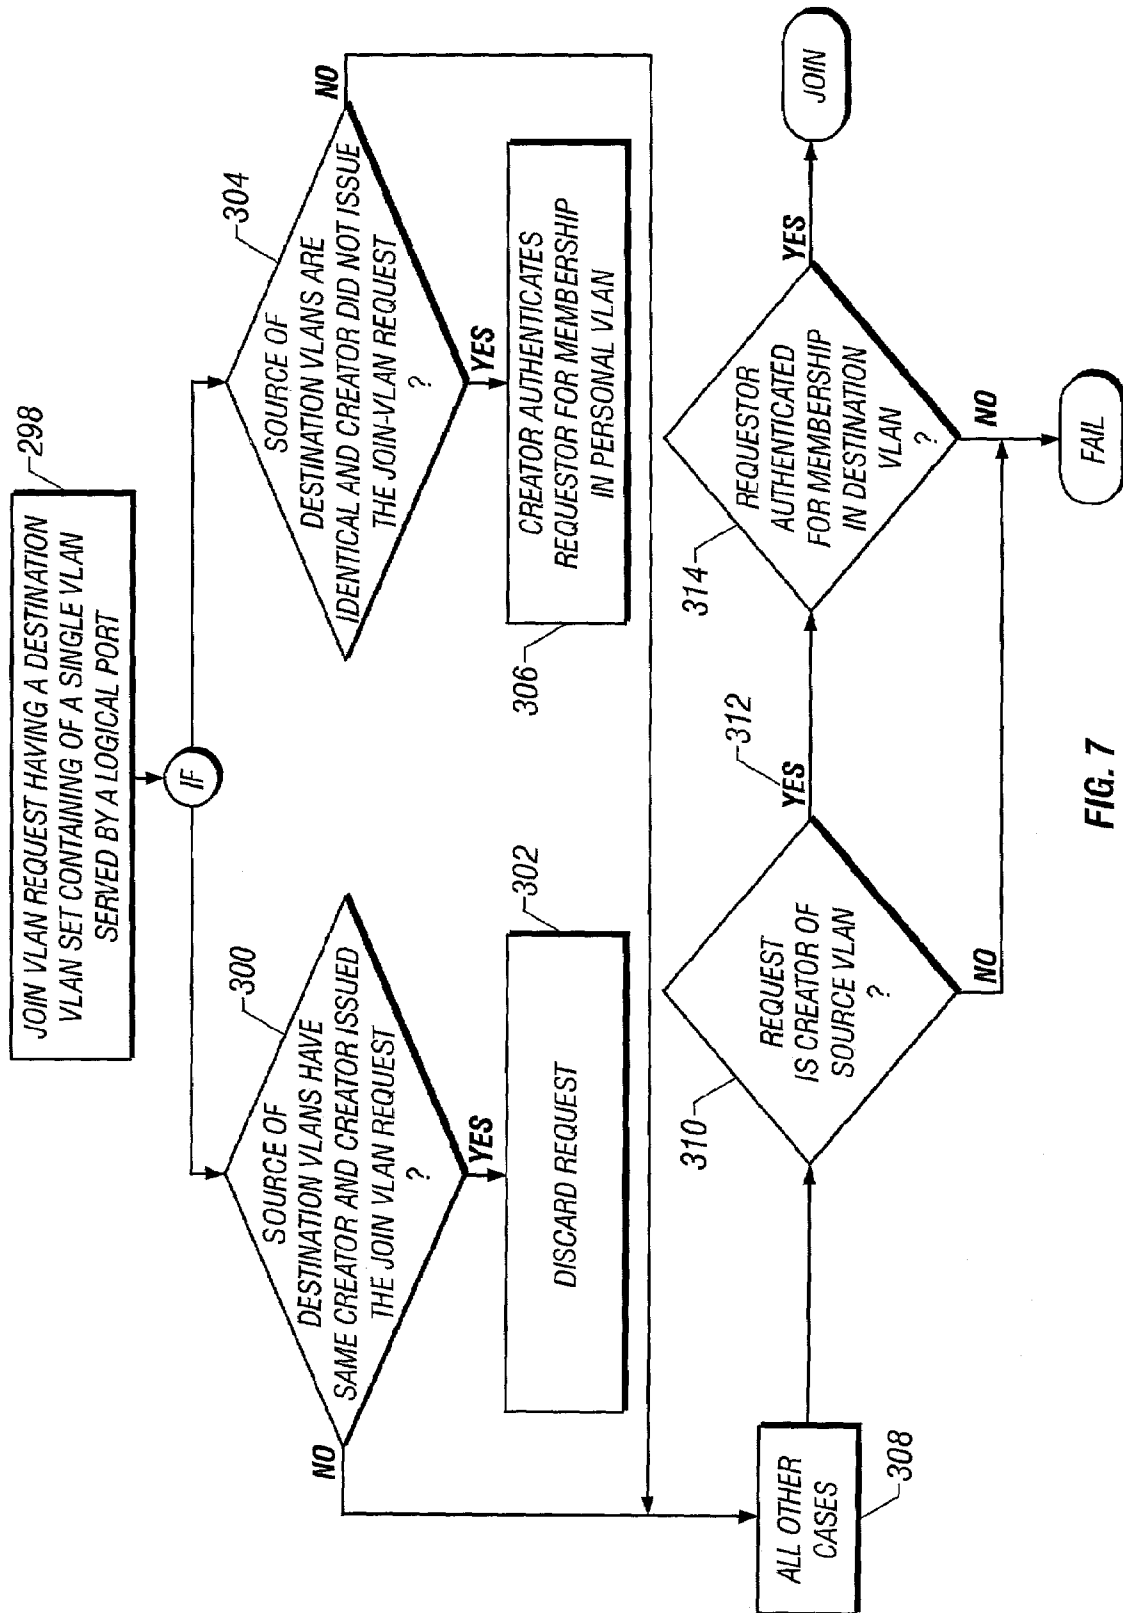 JOIN VLAN REQUEST HAVING A DESTINATION
VLAN SET CONTAINING OF A SINGLE VLAN
SERVED BY A LOGICAL PORT
298
IF
SOURCE OF
DESTINATION VLANS HAVE
SAME CREATOR AND CREATOR ISSUED
THE JOIN VLAN REQUEST
?
300
NO
YES
DISCARD REQUEST
302
SOURCE OF
DESTINATION VLANS ARE
IDENTICAL AND CREATOR DID NOT ISSUE
THE JOIN-VLAN REQUEST
?
304
NO
YES
CREATOR AUTHENTICATES
REQUESTOR FOR MEMBERSHIP
IN PERSONAL VLAN
306
ALL OTHER
CASES
308
REQUEST
IS CREATOR OF
SOURCE VLAN
?
310
YES
312
NO
REQUESTOR
AUTHENTICATED
FOR MEMBERSHIP
IN DESTINATION
VLAN
?
314
YES
NO
JOIN
FAIL
FIG. 7